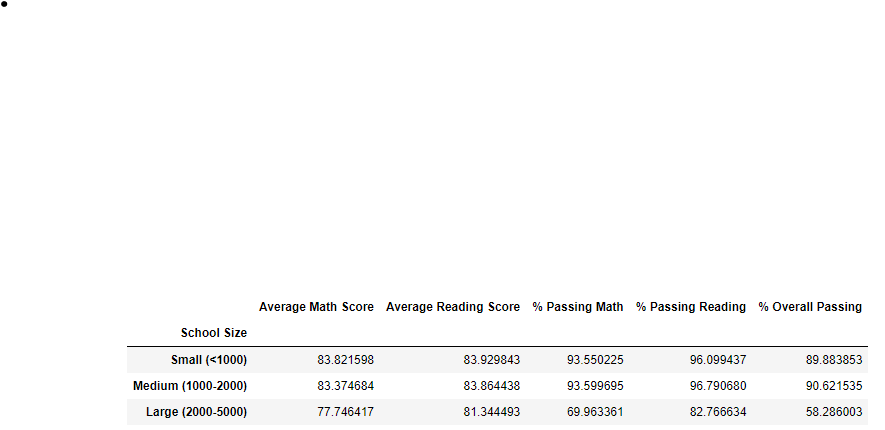 Average Math Score Average Reading Score % Passing Math % Passing Reading % Overall Passing
School Size
Small (<1000) 83.821598 83.929843 93.550225 96.099437 89.883853
Medium (1000-2000) 83.374684 83.864438 93.599695 96.790680 90.621535
Large (2000-5000) 77.746417 81.344493 69.963361 82.766634 58.286003